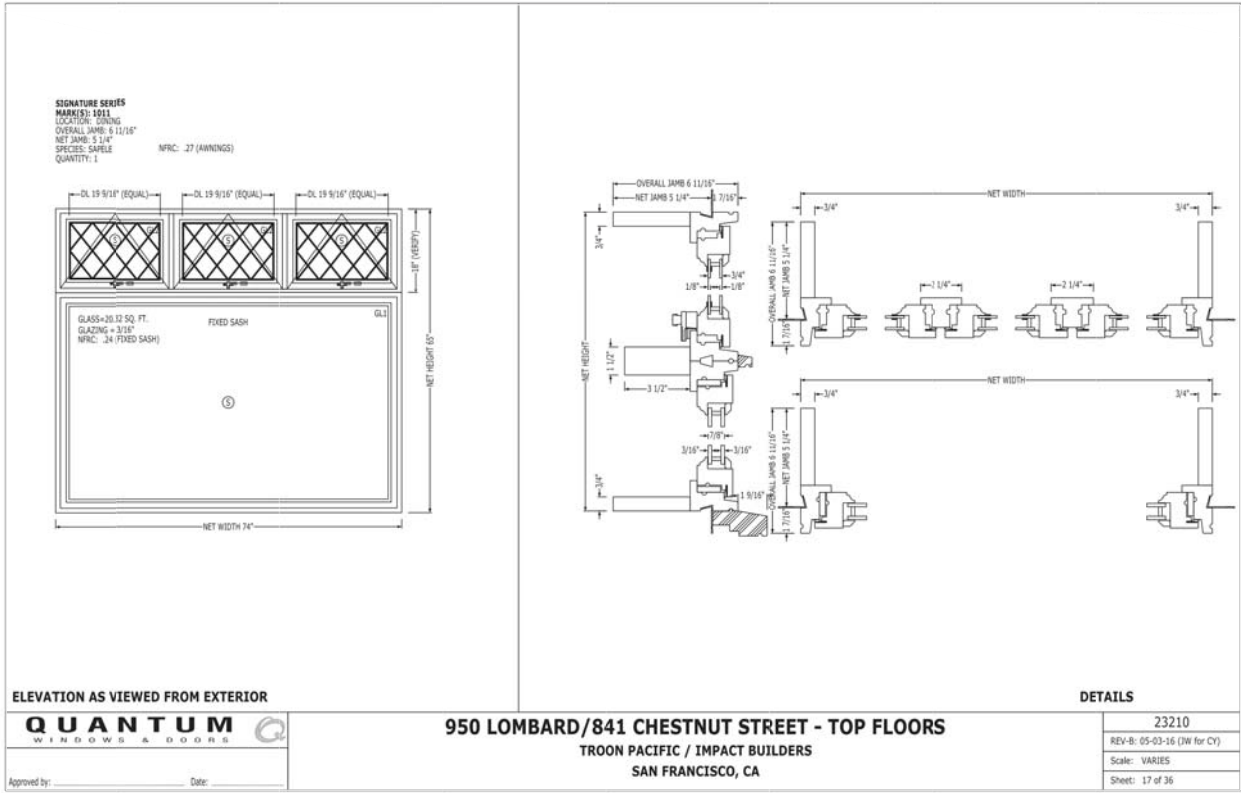 SIGNATURE SERIES
MARK(S): 1011
LOCATION: DINING
OVERALL JAMB: 6 11/16"
NET JAMB: 5 1/4"
SPECIES: SAPELE
QUANTITY: 1
NFRC: .27 (AWNINGS)
DL 19 9/16" (EQUAL)
DL 19 9/16" (EQUAL)
DL 19 9/16" (EQUAL)
S
S
S
18" (VERIFY)
GLASS=20.32 SQ. FT.
GLAZING = 3/16"
NFRC: .24 (FIXED SASH)
FIXED SASH
GL1
S
NET HEIGHT 65"
NET WIDTH 74"
OVERALL JAMB 6 11/16"
NET JAMB 5 1/4"
1 7/16"
3/4"
3/4"
1/8"
1/8"
NET HEIGHT
1 1/2"
3 1/2"
7/8"
3/16"
3/16"
3/4"
1 9/16"
NET WIDTH
3/4"
3/4"
OVERALL JAMB 6 11/16"
NET JAMB 5 1/4"
1 7/16"
2 1/4"
NET WIDTH
3/4"
3/4"
OVERALL JAMB 6 11/16"
NET JAMB 5 1/4"
1 7/16"
ELEVATION AS VIEWED FROM EXTERIOR
DETAILS
QUANTUM
WINDOWS & DOORS
Approved by:
Date:
950 LOMBARD/841 CHESTNUT STREET - TOP FLOORS
TROON PACIFIC / IMPACT BUILDERS
SAN FRANCISCO, CA
23210
REV-B: 05-03-16 (JW for CY)
Scale: VARIES
Sheet: 17 of 36